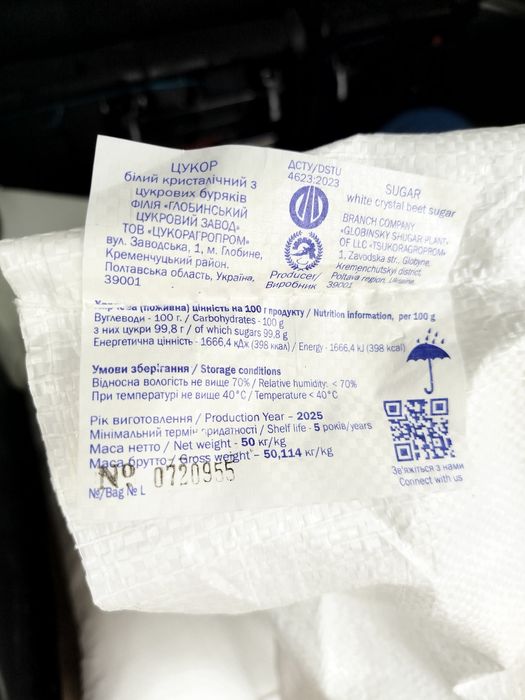 ЦУКОР
білий кристалічний з
цукрових буряків
ФІЛІЯ «ГЛОБИНСЬКИЙ
ЦУКРОВИЙ ЗАВОД»
ТОВ «ЦУКОРАГРОПРОМ»
вул. Заводська, 1, м. Глобине,
Кременчуцький район,
Полтавська область, Україна,
39001
ДСТУ/DSTU
4623:2023
Producer/
Виробник
SUGAR
white crystal beet sugar
BRANCH COMPANY
«GLOBINSKY SHUGAR PLANT»
OF LLC «TSUKORAGROPROM»
1, Zavodska str., Globyne,
Kremenchutskyi district,
Poltava region, Ukraine,
39001
(поживна) цінність на 100 г продукту / Nutrition information, per 100 g
Вуглеводи - 100 г. / Carbohydrates - 100 g
з них цукри 99,8 г / of which sugars 99,8 g
Енергетична цінність - 1666,4 кДж (398 ккал) / Energy - 1666,4 kJ (398 kcal)
Умови зберігання / Storage conditions
Відносна вологість не вище 70% / Relative humidity: < 70%
При температурі не вище 40°C / Temperature < 40°C
Рік виготовлення / Production Year – 2025
Мінімальний термін придатності / Shelf life - 5 років/years
Маса нетто / Net weight - 50 кг/kg
Маса брутто / Gross weight - 50,114 кг/kg
№ 0720955
№/Bag № L
Зв'яжіться з нами
Connect with us